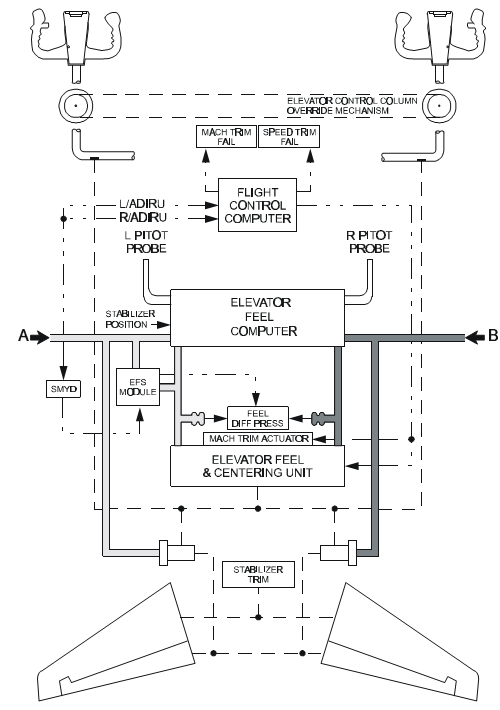 ELEVATOR CONTROL COLUMN
OVERRIDE MECHANISM
MACH TRIM
FAIL
SPEED TRIM
FAIL
FLIGHT
CONTROL
COMPUTER
L/ADIRU
R/ADIRU
L PITOT
PROBE
R PITOT
PROBE
ELEVATOR
FEEL
COMPUTER
STABILIZER
POSITION
A
B
SMYD
EFS
MODULE
FEEL
DIFF PRESS
MACH TRIM ACTUATOR
ELEVATOR FEEL
& CENTERING UNIT
STABILIZER
TRIM